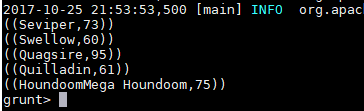 2017-10-25 21:53:53,500 [main] INFO  org.apac
((Seviper,73))
((Swellow,60))
((Quagsire,95))
((Quilladin,61))
((HoundoomMega Houndoom,75))
grunt>